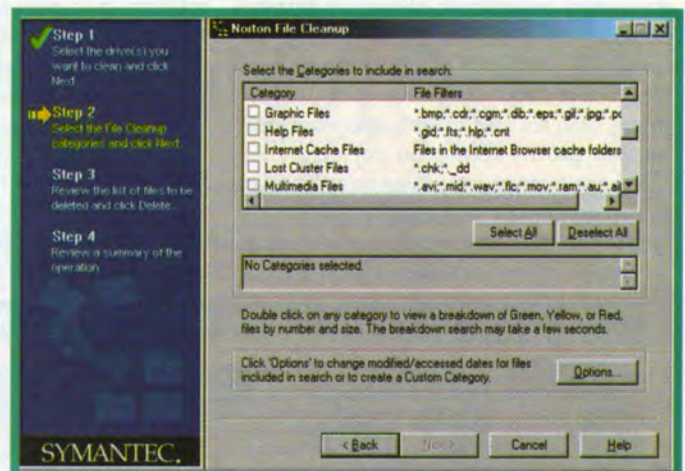 Step 1
Select the drive(s) you
want to clean and click
Next.
Step 2
Select the File Cleanup
categories and click Next.
Step 3
Review the list of files to be
deleted and click Delete.
Step 4
Review a summary of the
operation
SYMANTEC.
Norton File Cleanup
Select the Categories to include in search:
Category File Filters
Graphic Files *.bmp;*.cdr;*.cgm;*.dib;*.eps;*.gif;*.jpg;*.pc
Help Files *.gid;*.fts;*.hlp;*.cnt
Internet Cache Files Files in the Internet Browser cache folders
Lost Cluster Files *.chk;*._dd
Multimedia Files *.avi;*.mid;*.wav;*.flc;*.mov;*.ram;*.au;*.ai
Select All Deselect All
No Categories selected.
Double click on any category to view a breakdown of Green, Yellow, or Red,
files by number and size. The breakdown search may take a few seconds.
Click 'Options' to change modified/accessed dates for files
included in search or to create a Custom Category.
Options...
< Back Next > Cancel Help